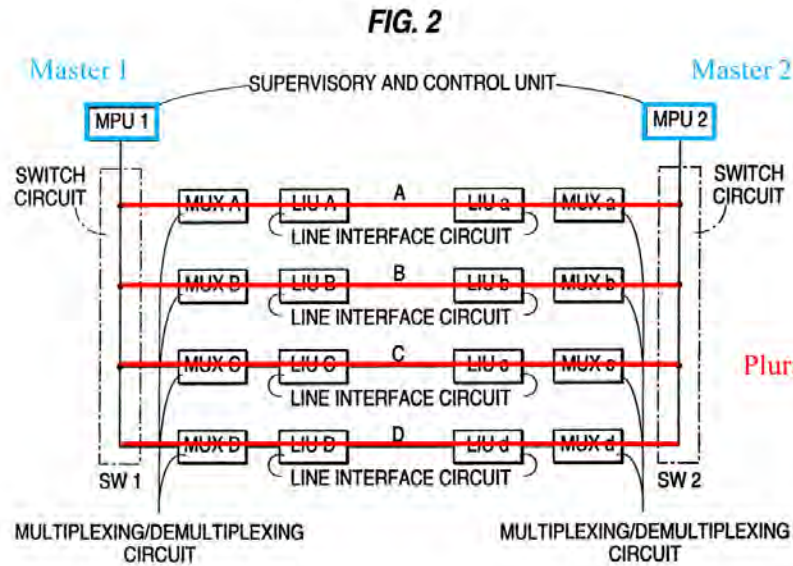 FIG. 2
Master 1
Master 2
SUPERVISORY AND CONTROL UNIT
MPU 1
MPU 2
SWITCH
CIRCUIT
SWITCH
CIRCUIT
MUX A LIU A A LIU a MUX a
LINE INTERFACE CIRCUIT
MUX B LIU B B LIU b MUX b
LINE INTERFACE CIRCUIT
MUX C LIU C C LIU c MUX c
Plur
LINE INTERFACE CIRCUIT
MUX D LIU D D LIU d MUX d
LINE INTERFACE CIRCUIT
SW 1
SW 2
MULTIPLEXING/DEMULTIPLEXING
CIRCUIT
MULTIPLEXING/DEMULTIPLEXING
CIRCUIT